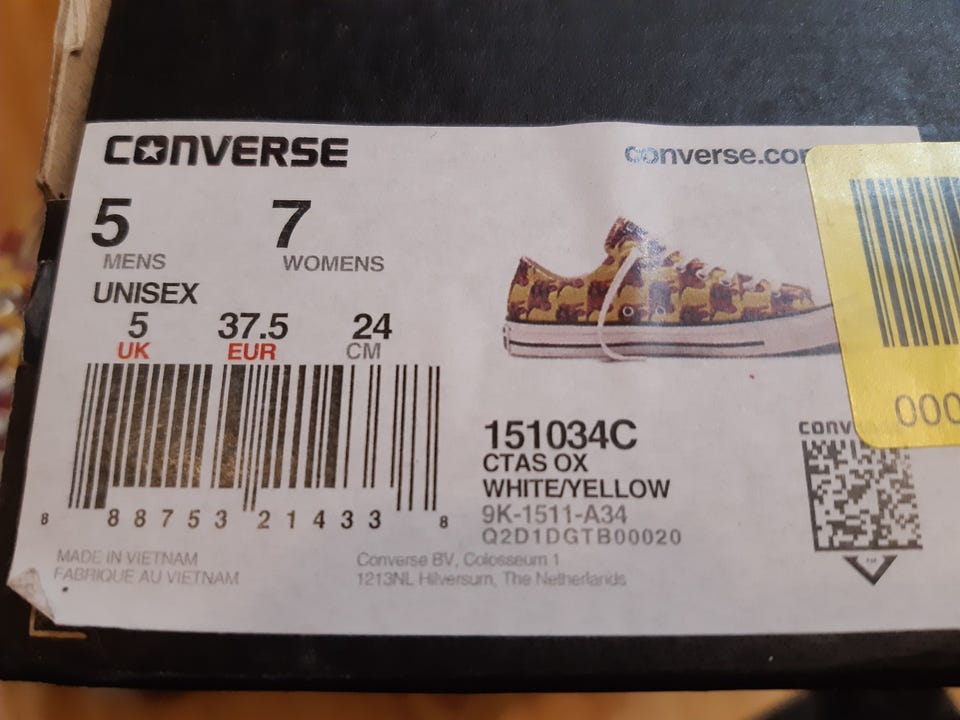 CONVERSE
converse.co
5 7
MENS WOMENS
UNISEX
5 37.5 24
UK EUR CM
8 88753 21433 8
151034C
CTAS OX
WHITE/YELLOW
9K-1511-A34
Q2D1DGTB00020
MADE IN VIETNAM
FABRIQUE AU VIETNAM
Converse BV, Colosseum 1
1213NL Hilversum, The Netherlands
CONV
000
TM